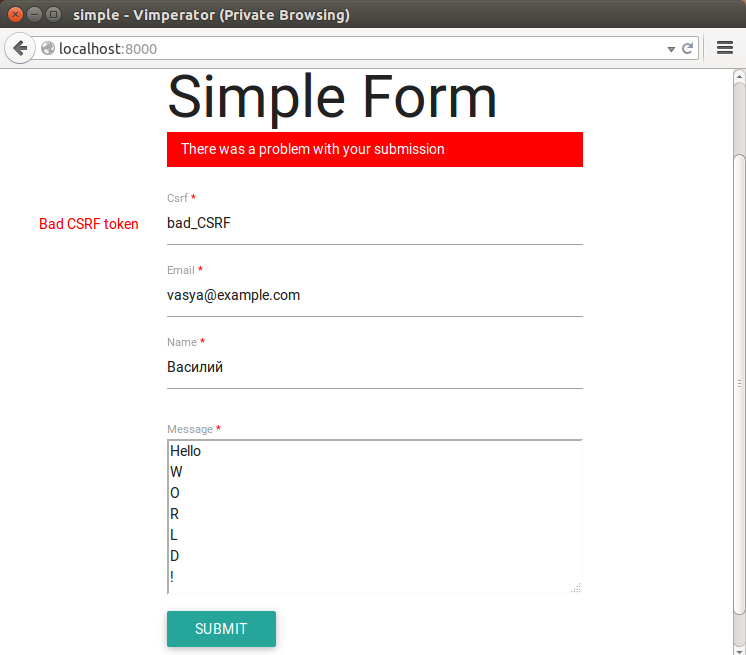 simple - Vimperator (Private Browsing)
localhost:8000
Simple Form
There was a problem with your submission
Csrf *
Bad CSRF token
bad_CSRF
Email *
vasya@example.com
Name *
Василий
Message *
Hello
W
O
R
L
D
!
SUBMIT